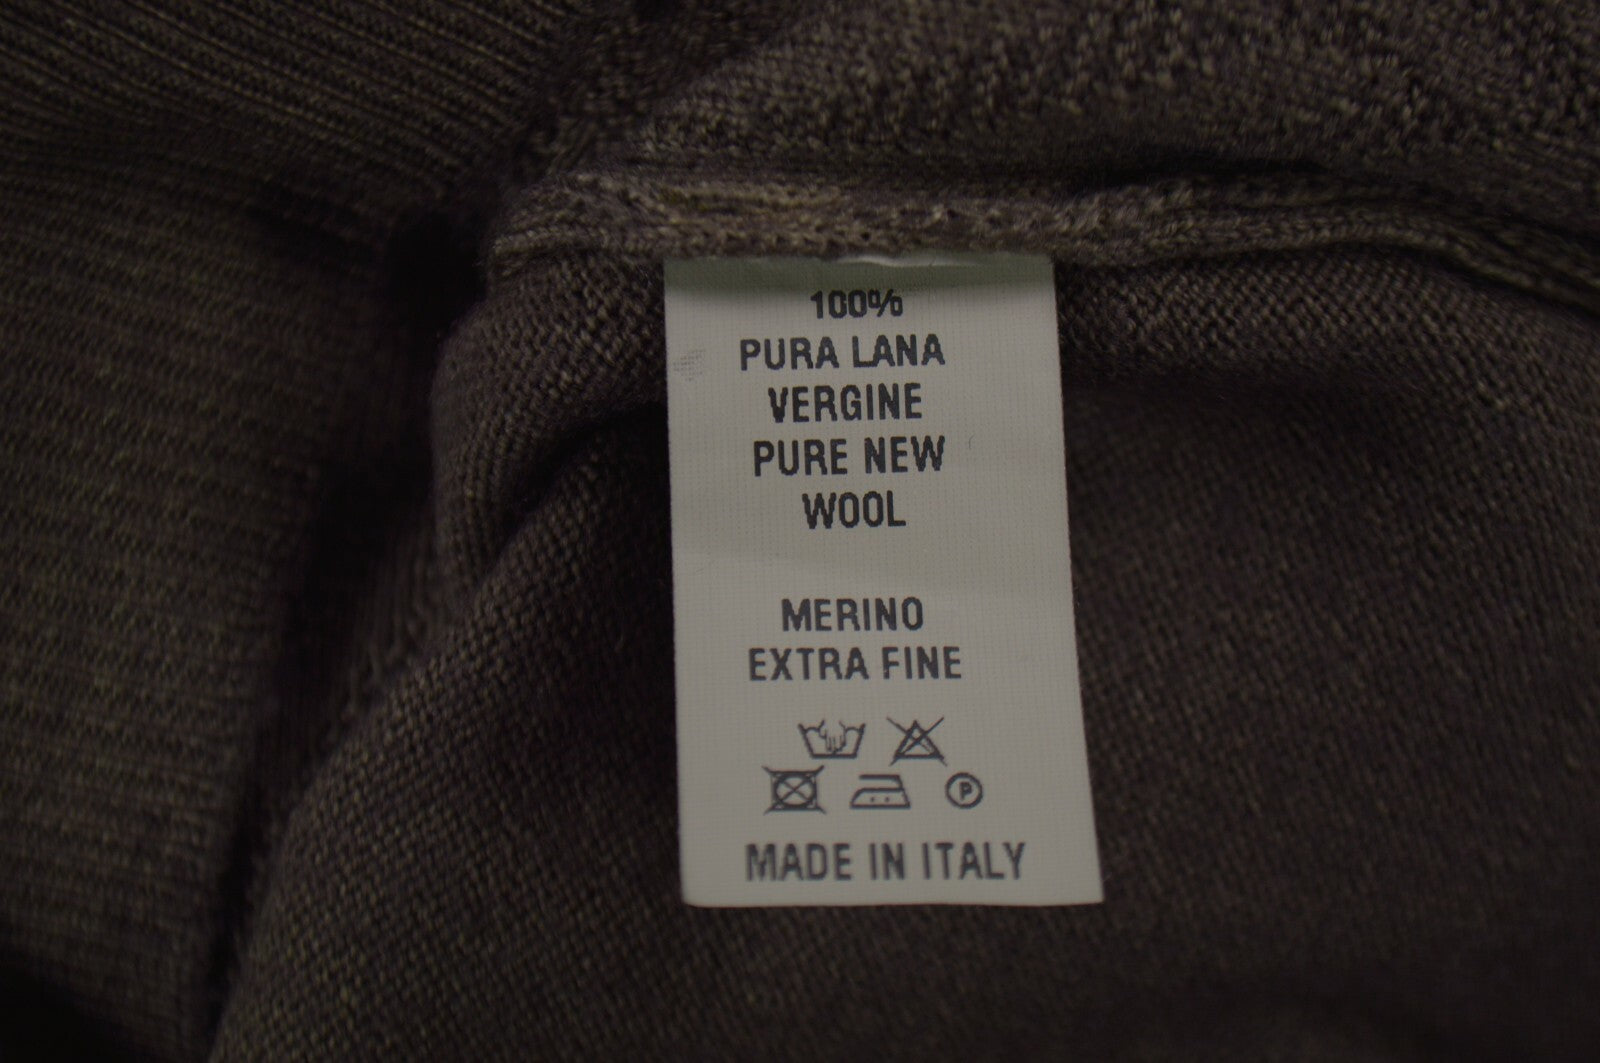 100%
PURA LANA
VERGINE
PURE NEW
WOOL
MERINO
EXTRA FINE
P
MADE IN ITALY